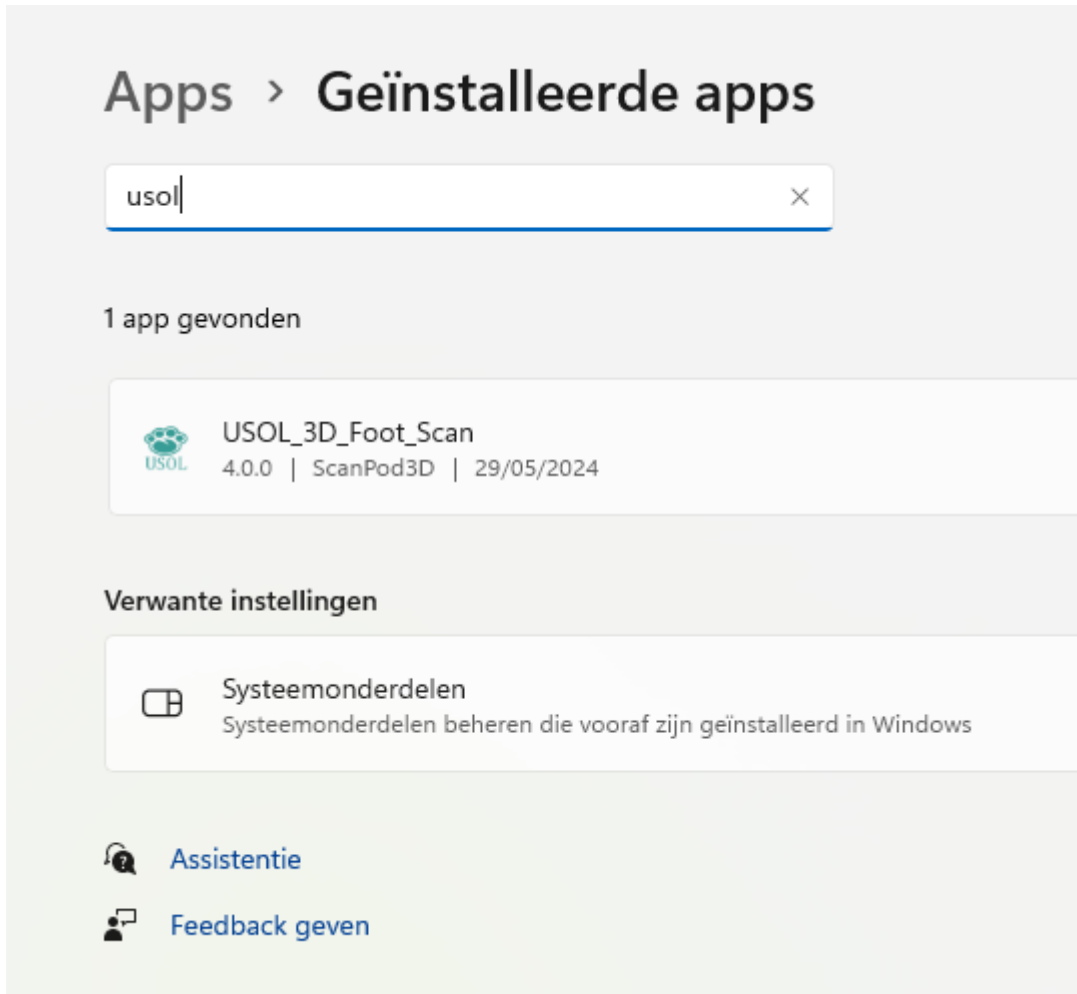 Apps > Geïnstalleerde apps
usol
1 app gevonden
USOL_3D_Foot_Scan
USOL
4.0.0 | ScanPod3D | 29/05/2024
Verwante instellingen
Systeemonderdelen
Systeemonderdelen beheren die vooraf zijn geïnstalleerd in Windows
Assistentie
Feedback geven